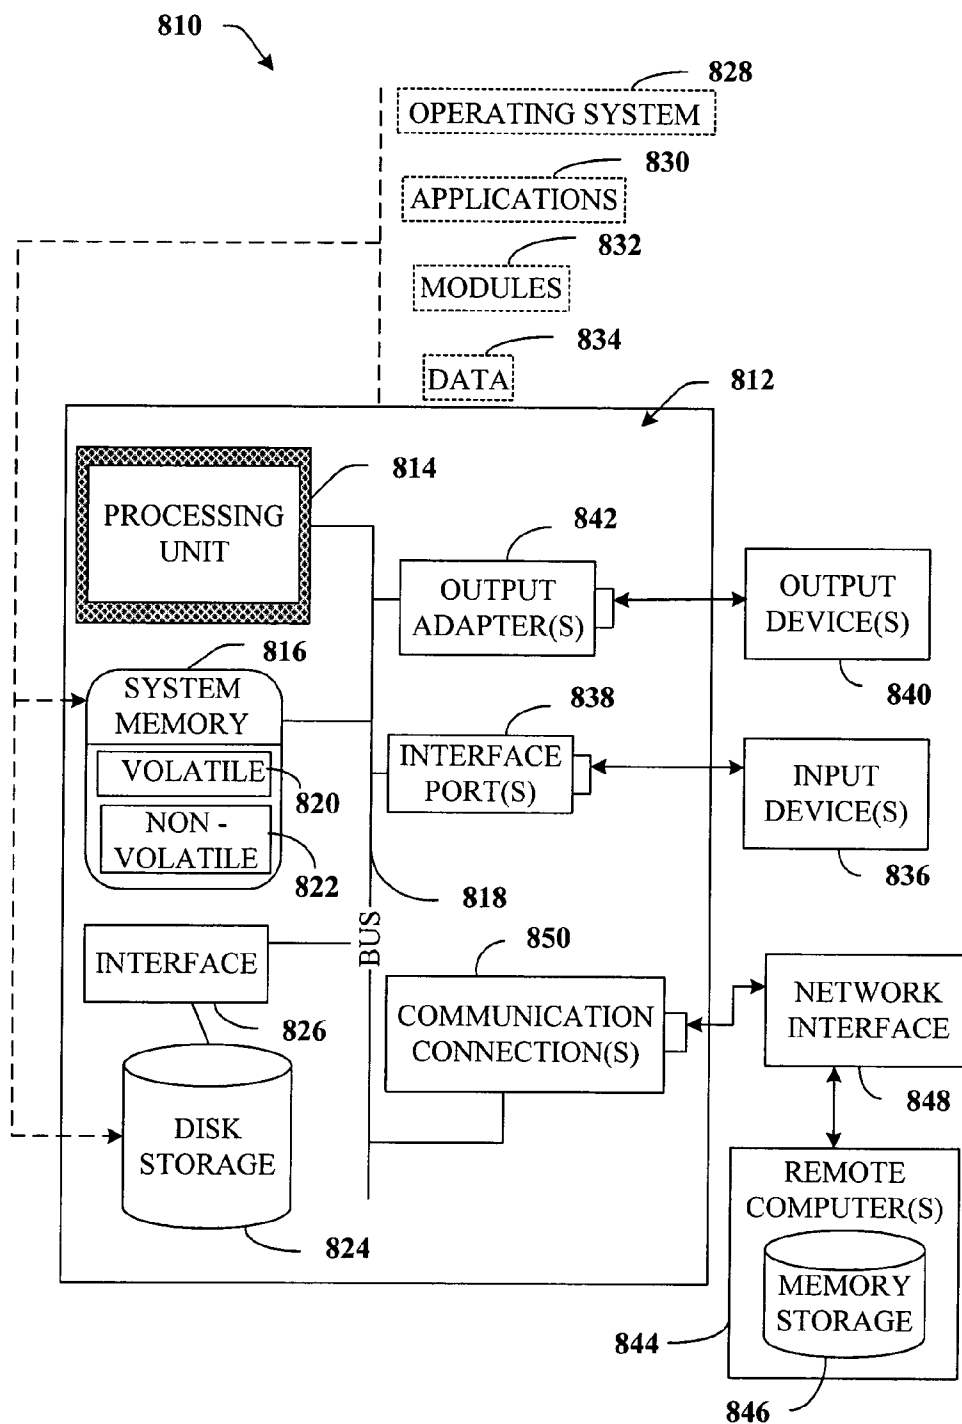 810
828
OPERATING SYSTEM
830
APPLICATIONS
832
MODULES
834
DATA
812
814
PROCESSING
UNIT
842
OUTPUT
ADAPTER(S)
OUTPUT
DEVICE(S)
840
816
SYSTEM
MEMORY
838
VOLATILE
820
INTERFACE
PORT(S)
INPUT
DEVICE(S)
836
NON -
VOLATILE
822
818
BUS
850
INTERFACE
826
COMMUNICATION
CONNECTION(S)
NETWORK
INTERFACE
848
DISK
STORAGE
824
REMOTE
COMPUTER(S)
MEMORY
STORAGE
844
846